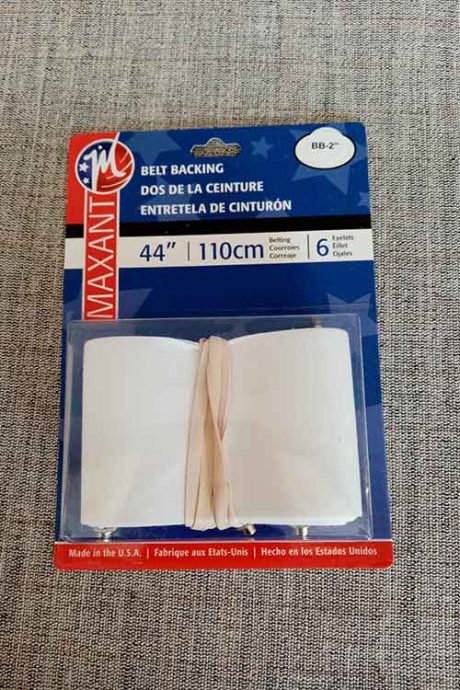 BB-2"
M
BELT BACKING
DOS DE LA CEINTURE
ENTRETELA DE CINTURÓN
MAXANT
44" | 110cm Belting Courroies Correaje | 6 Eyelets Eillet Ojales
Made in the U.S.A. | Fabrique aux Etats-Unis | Hecho en los Estados Unidos